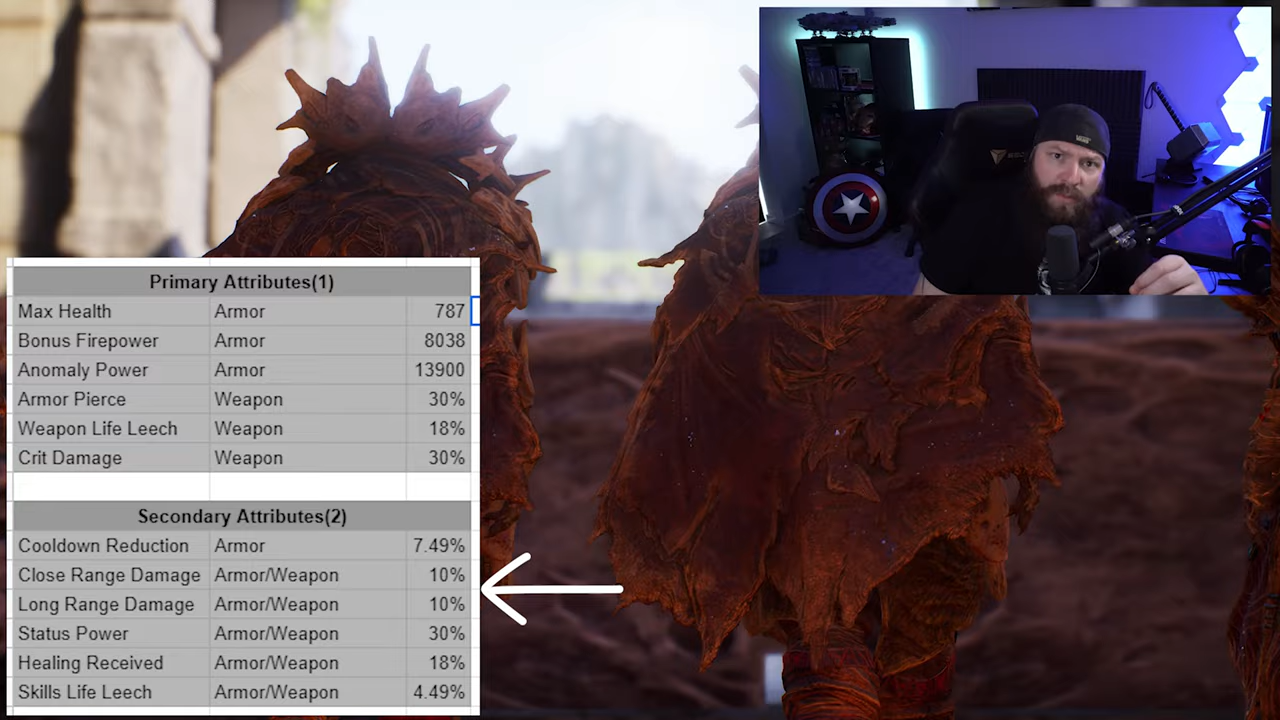 Primary Attributes(1)
Max Health Armor 787
Bonus Firepower Armor 8038
Anomaly Power Armor 13900
Armor Pierce Weapon 30%
Weapon Life Leech Weapon 18%
Crit Damage Weapon 30%
Secondary Attributes(2)
Cooldown Reduction Armor 7.49%
Close Range Damage Armor/Weapon 10%
Long Range Damage Armor/Weapon 10%
Status Power Armor/Weapon 30%
Healing Received Armor/Weapon 18%
Skills Life Leech Armor/Weapon 4.49%